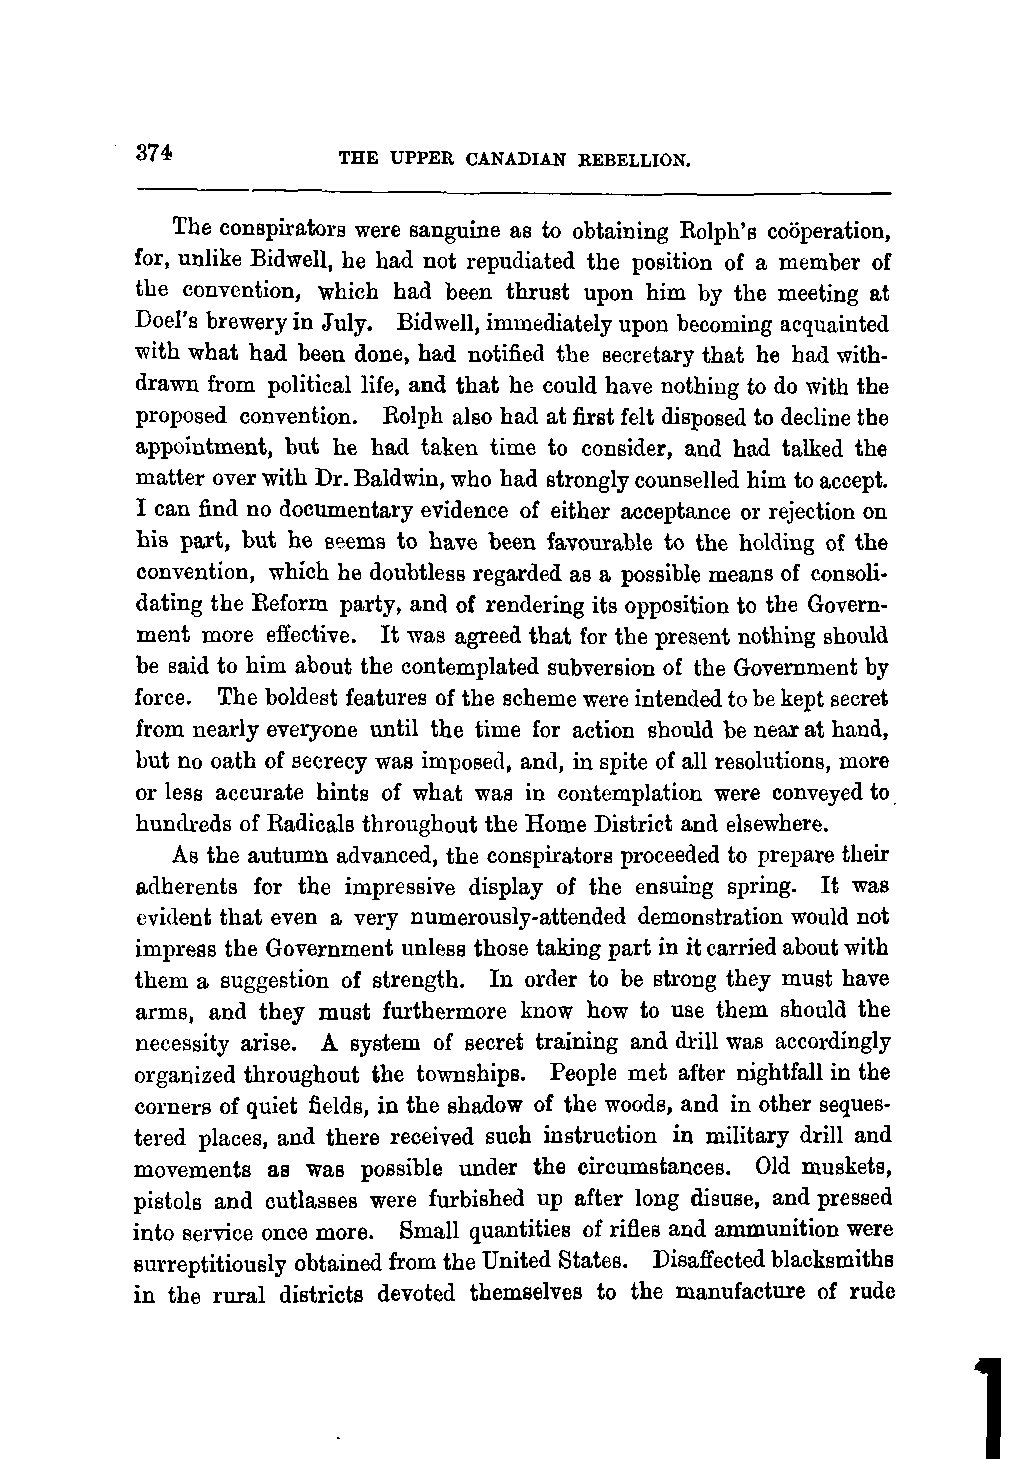 374 THE UPPER CANADIAN REBELLION.
The conspirators were sanguine as to obtaining Rolph's coöperation,
for, unlike Bidwell, he had not repudiated the position of a member of
the convention, which had been thrust upon him by the meeting at
Doel's brewery in July. Bidwell, immediately upon becoming acquainted
with what had been done, had notified the secretary that he had with-
drawn from political life, and that he could have nothing to do with the
proposed convention. Rolph also had at first felt disposed to decline the
appointment, but he had taken time to consider, and had talked the
matter over with Dr. Baldwin, who had strongly counselled him to accept.
I can find no documentary evidence of either acceptance or rejection on
his part, but he seems to have been favourable to the holding of the
convention, which he doubtless regarded as a possible means of consoli-
dating the Reform party, and of rendering its opposition to the Govern-
ment more effective. It was agreed that for the present nothing should
be said to him about the contemplated subversion of the Government by
force. The boldest features of the scheme were intended to be kept secret
from nearly everyone until the time for action should be near at hand,
but no oath of secrecy was imposed, and, in spite of all resolutions, more
or less accurate hints of what was in contemplation were conveyed to
hundreds of Radicals throughout the Home District and elsewhere.
As the autumn advanced, the conspirators proceeded to prepare their
adherents for the impressive display of the ensuing spring. It was
evident that even a very numerously-attended demonstration would not
impress the Government unless those taking part in it carried about with
them a suggestion of strength. In order to be strong they must have
arms, and they must furthermore know how to use them should the
necessity arise. A system of secret training and drill was accordingly
organized throughout the townships. People met after nightfall in the
corners of quiet fields, in the shadow of the woods, and in other seques-
tered places, and there received such instruction in military drill and
movements as was possible under the circumstances. Old muskets,
pistols and cutlasses were furbished up after long disuse, and pressed
into service once more. Small quantities of rifles and ammunition were
surreptitiously obtained from the United States. Disaffected blacksmiths
in the rural districts devoted themselves to the manufacture of rude
1